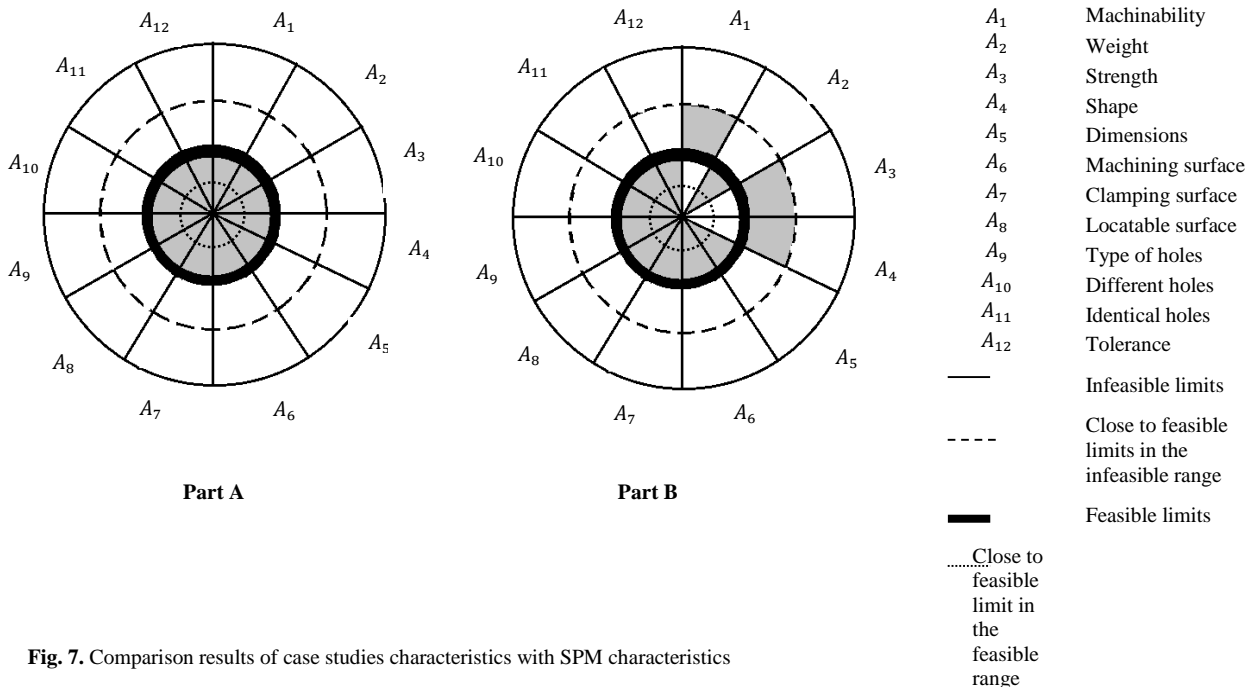 A12
A1
A11
A2
A10
A3
A9
A4
A8
A5
A7
A6
Part A
A12
A1
A11
A2
A10
A3
A9
A4
A8
A5
A7
A6
Part B
A1 Machinability
A2 Weight
A3 Strength
A4 Shape
A5 Dimensions
A6 Machining surface
A7 Clamping surface
A8 Locatable surface
A9 Type of holes
A10 Different holes
A11 Identical holes
A12 Tolerance
Infeasible limits
Close to feasible
limits in the
infeasible range
Feasible limits
Close to
feasible
limit in
the
feasible
range
Fig. 7. Comparison results of case studies characteristics with SPM characteristics